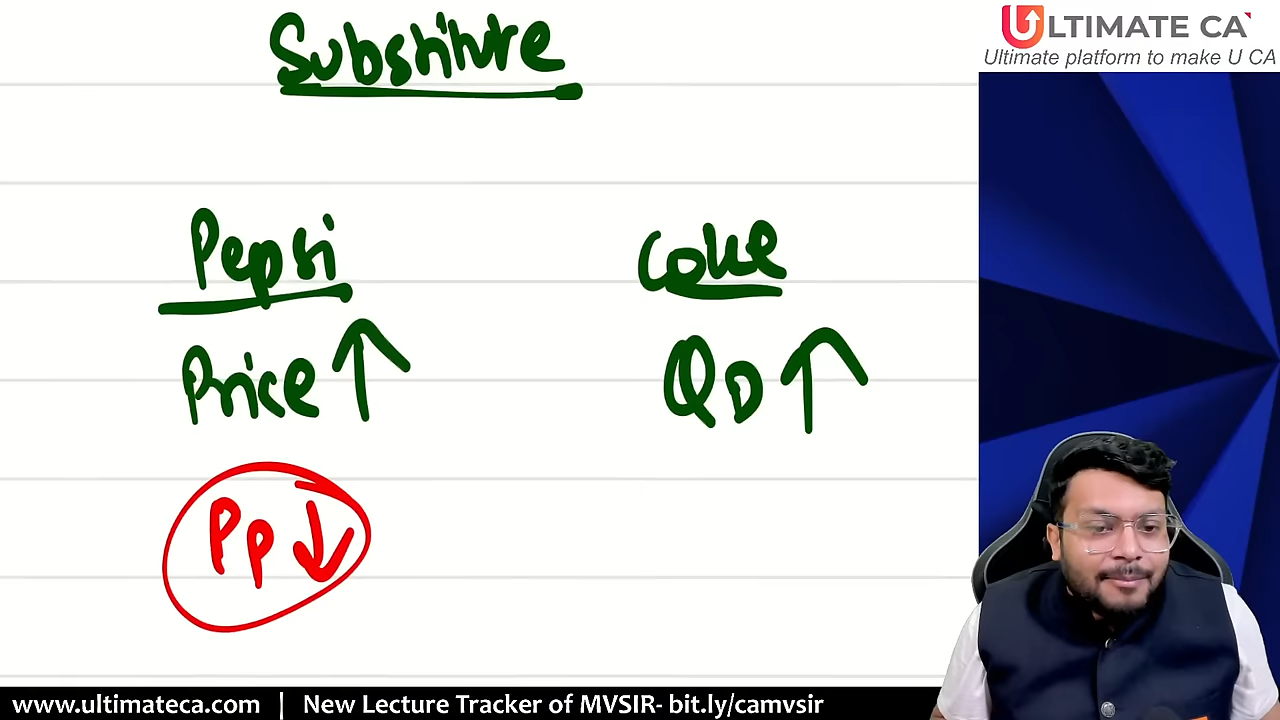 Substitute
ULTIMATE CA
Ultimate platform to make U CA
Pepsi
Coke
Price ↑
QD ↑
Pp ↓
www.ultimateca.com | New Lecture Tracker of MVSIR- bit.ly/camvsir